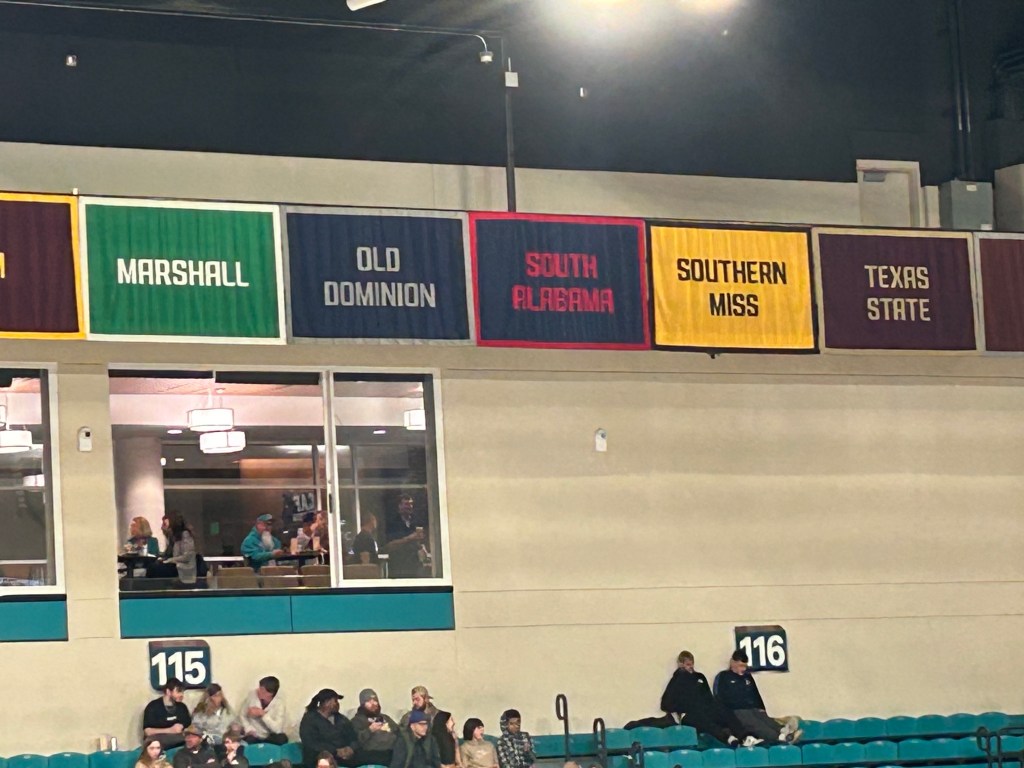 MARSHALL
OLD
DOMINION
SOUTH
ALABAMA
SOUTHERN
MISS
TEXAS
STATE
115
116